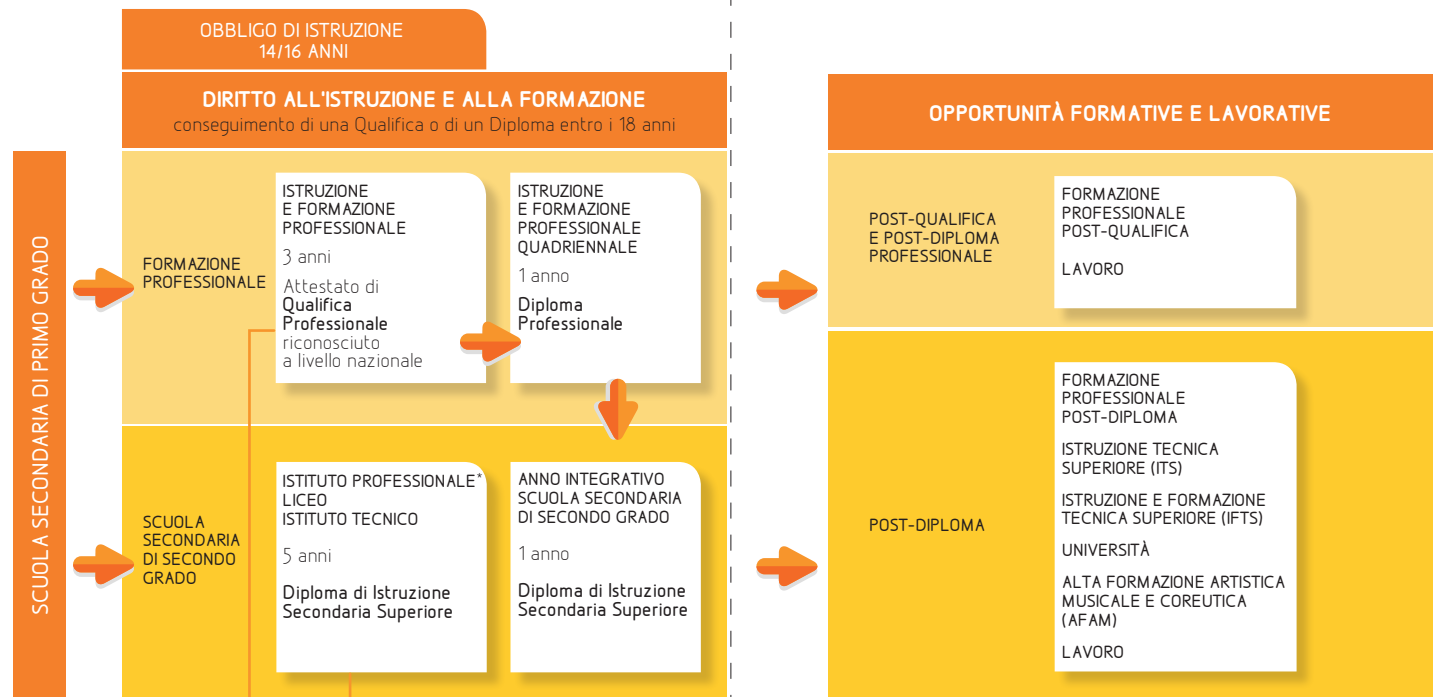 OBBLIGO DI ISTRUZIONE
14/16 ANNI
DIRITTO ALL'ISTRUZIONE E ALLA FORMAZIONE
conseguimento di una Qualifica o di un Diploma entro i 18 anni
OPPORTUNITÀ FORMATIVE E LAVORATIVE
SCUOLA SECONDARIA DI PRIMO GRADO
FORMAZIONE
PROFESSIONALE
ISTRUZIONE
E FORMAZIONE
PROFESSIONALE
3 anni
Attestato di
Qualifica
Professionale
riconosciuto
a livello nazionale
ISTRUZIONE
E FORMAZIONE
PROFESSIONALE
QUADRIENNALE
1 anno
Diploma
Professionale
POST-QUALIFICA
E POST-DIPLOMA
PROFESSIONALE
FORMAZIONE
PROFESSIONALE
POST-QUALIFICA
LAVORO
SCUOLA
SECONDARIA
DI SECONDO
GRADO
ISTITUTO PROFESSIONALE*
LICEO
ISTITUTO TECNICO
5 anni
Diploma di Istruzione
Secondaria Superiore
ANNO INTEGRATIVO
SCUOLA SECONDARIA
DI SECONDO GRADO
1 anno
Diploma di Istruzione
Secondaria Superiore
POST-DIPLOMA
FORMAZIONE
PROFESSIONALE
POST-DIPLOMA
ISTRUZIONE TECNICA
SUPERIORE (ITS)
ISTRUZIONE E FORMAZIONE
TECNICA SUPERIORE (IFTS)
UNIVERSITÀ
ALTA FORMAZIONE ARTISTICA
MUSICALE E COREUTICA
(AFAM)
LAVORO